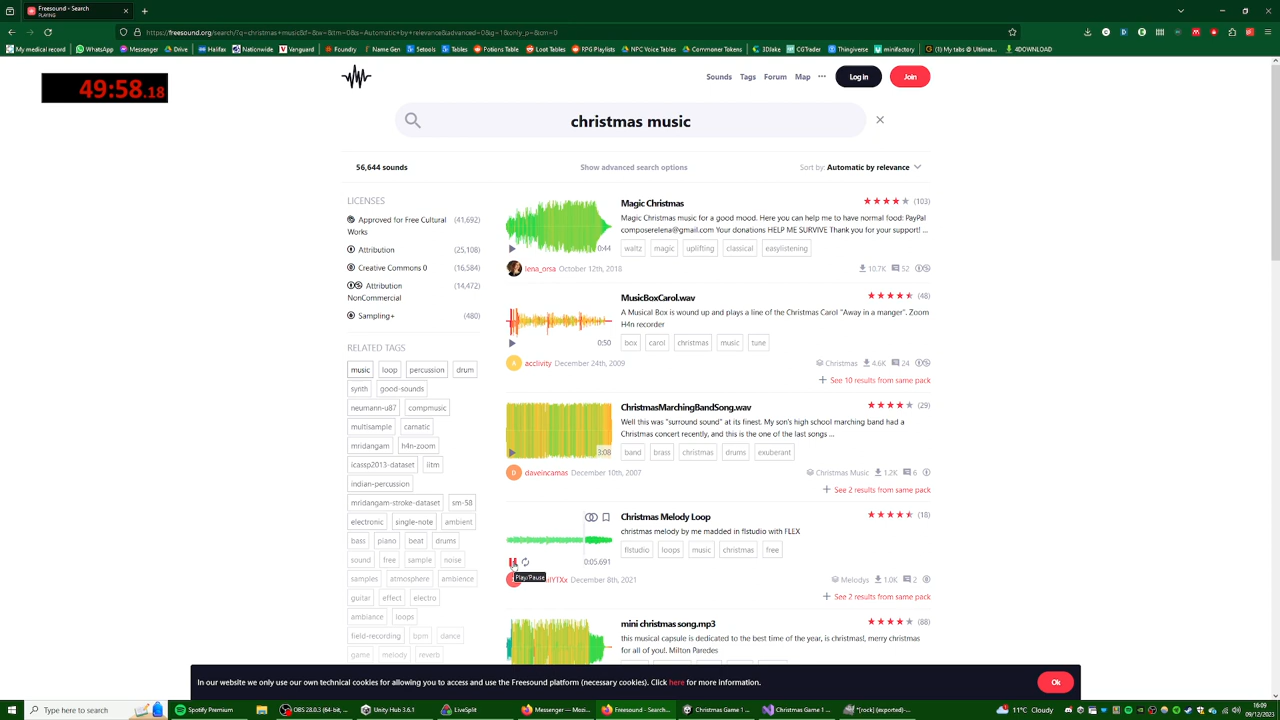 Freesound - Search
PLAYING
https://freesound.org/search/?q=christmas+music&f=&w=&tm=0&s=Automatic+by+relevance&advanced=0&g=1&only_p=&cm=0
My medical record
WhatsApp
Messenger
Drive
Halifax
Nationwide
Vanguard
Foundry
Name Gen
5etools
Tables
Potions Table
Loot Table
RPG Playlists
NPC Voice Tables
Commoner Tokens
3DJake
CGTrader
Thingiverse
minifactory
(1) My tabs @ Ultimat...
4DOWNLOAD
49:58.18
Sounds Tags Forum Map ··· Log in Join
christmas music
56,644 sounds
Show advanced search options
Sort by: Automatic by relevance
LICENSES
Approved for Free Cultural Works (41,692)
Attribution (25,108)
Creative Commons 0 (16,584)
Attribution NonCommercial (14,472)
Sampling+ (480)
RELATED TAGS
music loop percussion drum
synth good-sounds
neumann-u87 compmusic
multisample carnatic
mridangam h4n-zoom
icassp2013-dataset iitm
indian-percussion
mridangam-stroke-dataset sm-58
electronic single-note ambient
bass piano beat drums
sound free sample noise
samples atmosphere ambience
guitar effect electro
ambiance loops
field-recording bpm dance
game melody reverb
0:44
Magic Christmas
(103)
Magic Christmas music for a good mood. Here you can help me to have normal food: PayPal
composerelena@gmail.com Your donations HELP ME SURVIVE Thank you for your support! ...
waltz magic uplifting classical easylistening
lena_orsa October 12th, 2018
10.7K 52
0:50
MusicBoxCarol.wav
(48)
A Musical Box is wound up and plays a line of the Christmas Carol "Away in a manger". Zoom
H4n recorder
box carol christmas music tune
A acclivity December 24th, 2009
Christmas 4.6K 24
See 10 results from same pack
3:08
ChristmasMarchingBandSong.wav
(29)
Well this was "surround sound" at its finest. My son's high school marching band had a
Christmas concert recently, and this is the one of the last songs ...
band brass christmas drums exuberant
D daveincamas December 10th, 2007
Christmas Music 1.2K 6
See 2 results from same pack
0:05.691
Christmas Melody Loop
(18)
christmas melody by me madded in flstudio with FLEX
flstudio loops music christmas free
Play/Pause
alYTXx December 8th, 2021
Melodys 1.0K 2
See 2 results from same pack
mini christmas song.mp3
(88)
this musical capsule is dedicated to the best time of the year, is christmas!, merry christmas
for all of you!. Milton Paredes
In our website we only use our own technical cookies for allowing you to access and use the Freesound platform (necessary cookies). Click here for more information.
Ok
Type here to search
Spotify Premium
OBS 28.0.3 (64-bit, ...
Unity Hub 3.6.1
LiveSplit
Messenger — Mozi...
Freesound - Search...
Christmas Game 1 ...
Christmas Game 1 ...
*[rock] (exported)-...
11°C Cloudy
16:09
09/12/2023